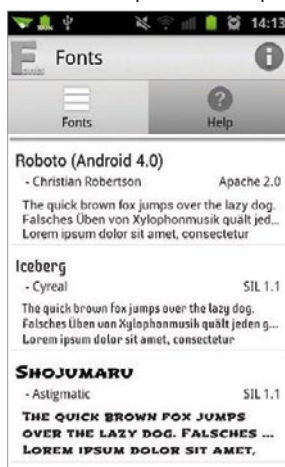 14:13
Fonts
Fonts
Help
Roboto (Android 4.0)
- Christian Robertson Apache 2.0
The quick brown fox jumps over the lazy dog.
Falsches Üben von Xylophonmusik quält jed...
Lorem ipsum dolor sit amet, consectetur
Iceberg
- Cyreal SIL 1.1
The quick brown fox jumps over the lazy dog.
Falsches Üben von Xylophonmusik quält jeden g...
Lorem ipsum dolor sit amet, consectetur
SHOJUMARU
- Astigmatic SIL 1.1
THE QUICK BROWN FOX JUMPS
OVER THE LAZY DOG. FALSCHES ...
LOREM IPSUM DOLOR SIT AMET,